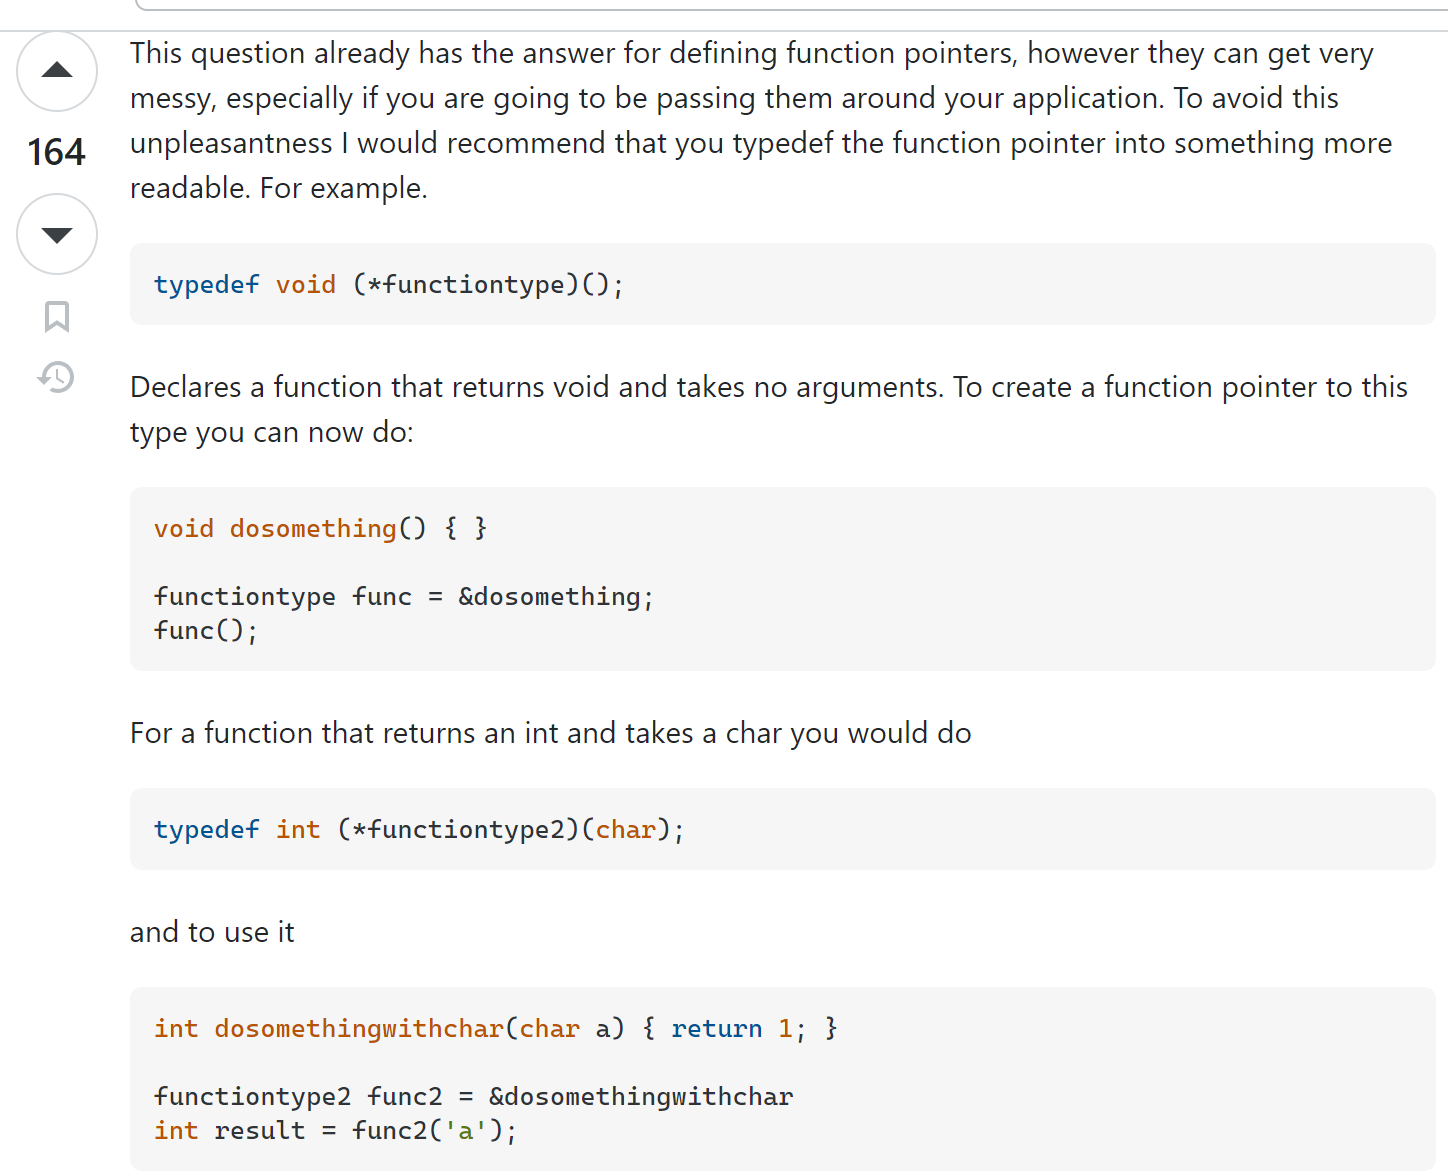 This question already has the answer for defining function pointers, however they can get very
messy, especially if you are going to be passing them around your application. To avoid this
164
unpleasantness I would recommend that you typedef the function pointer into something more
readable. For example.
typedef void (*functiontype)();
Declares a function that returns void and takes no arguments. To create a function pointer to this
type you can now do:
void dosomething() { }
functiontype func = &dosomething;
func();
For a function that returns an int and takes a char you would do
typedef int (*functiontype2)(char);
and to use it
int dosomethingwithchar(char a) { return 1; }
functiontype2 func2 = &dosomethingwithchar
int result = func2('a');